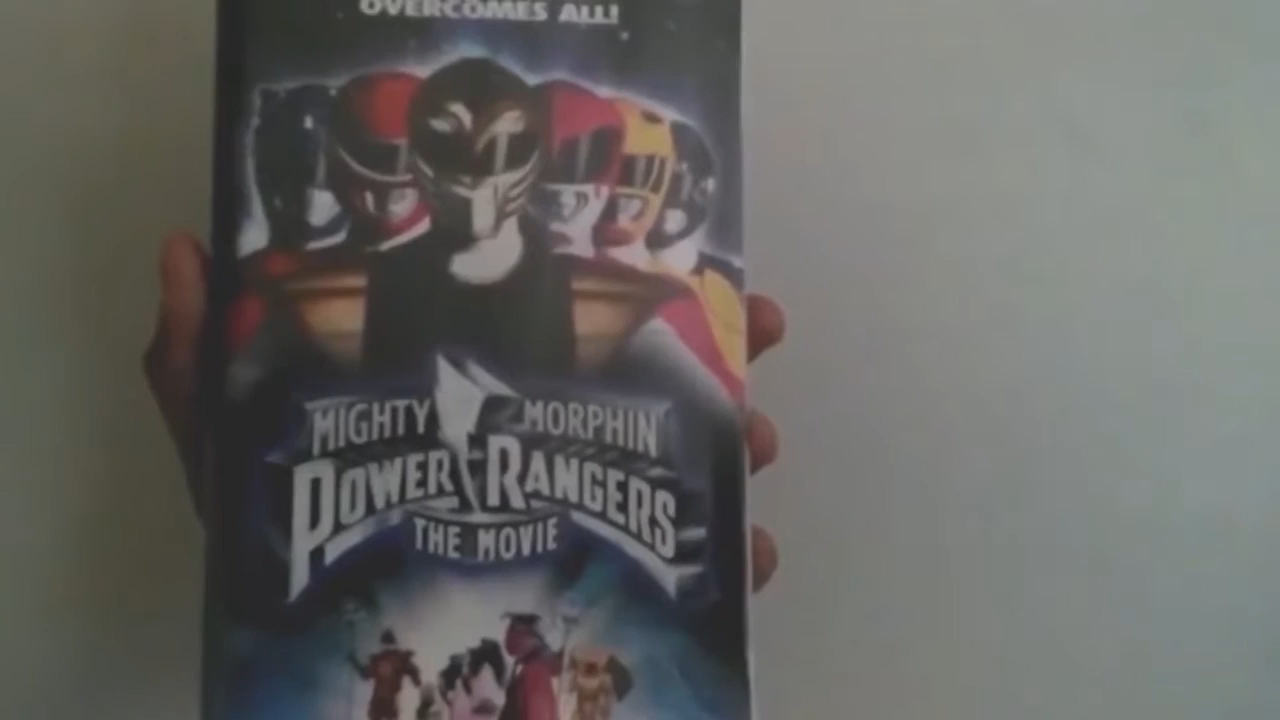 OVERCOMES ALL!
MIGHTY MORPHIN
POWER RANGERS
THE MOVIE